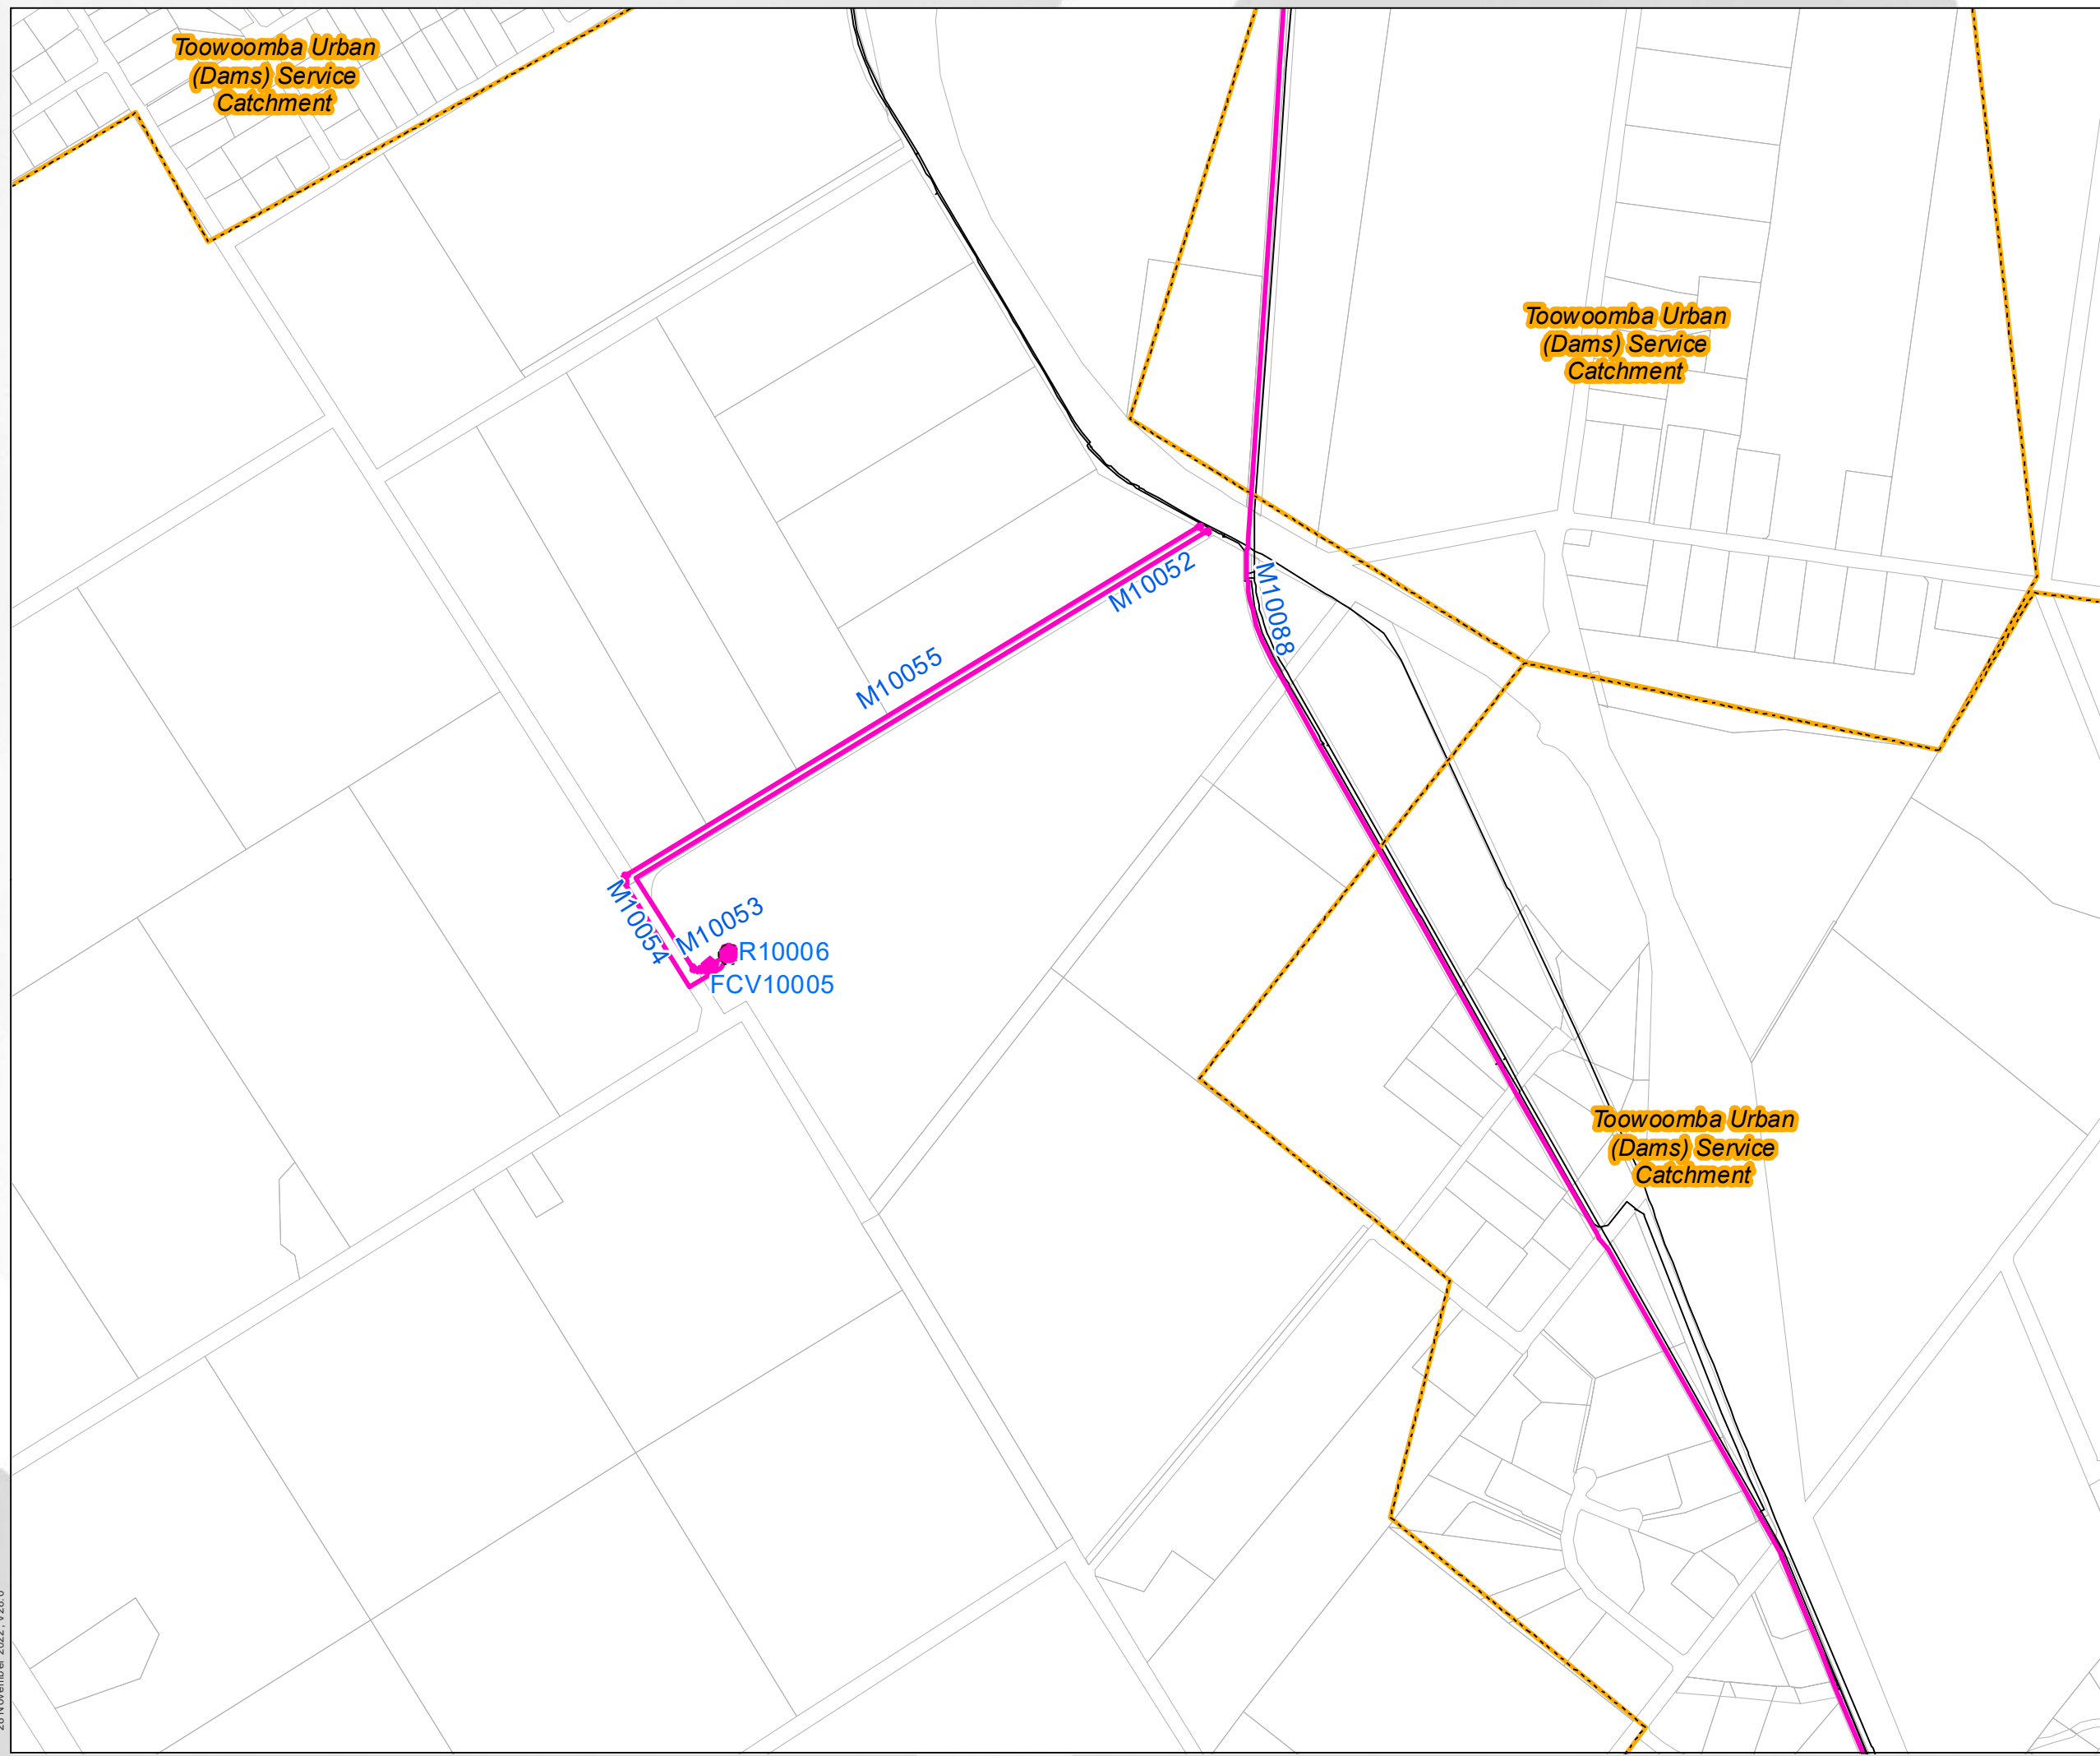 Toowoomba Urban
(Dams) Service
Catchment
Toowoomba Urban
(Dams) Service
Catchment
M10052
M10088
M10055
M10053
M10054
R10006
FCV10005
Toowoomba Urban
(Dams) Service
Catchment